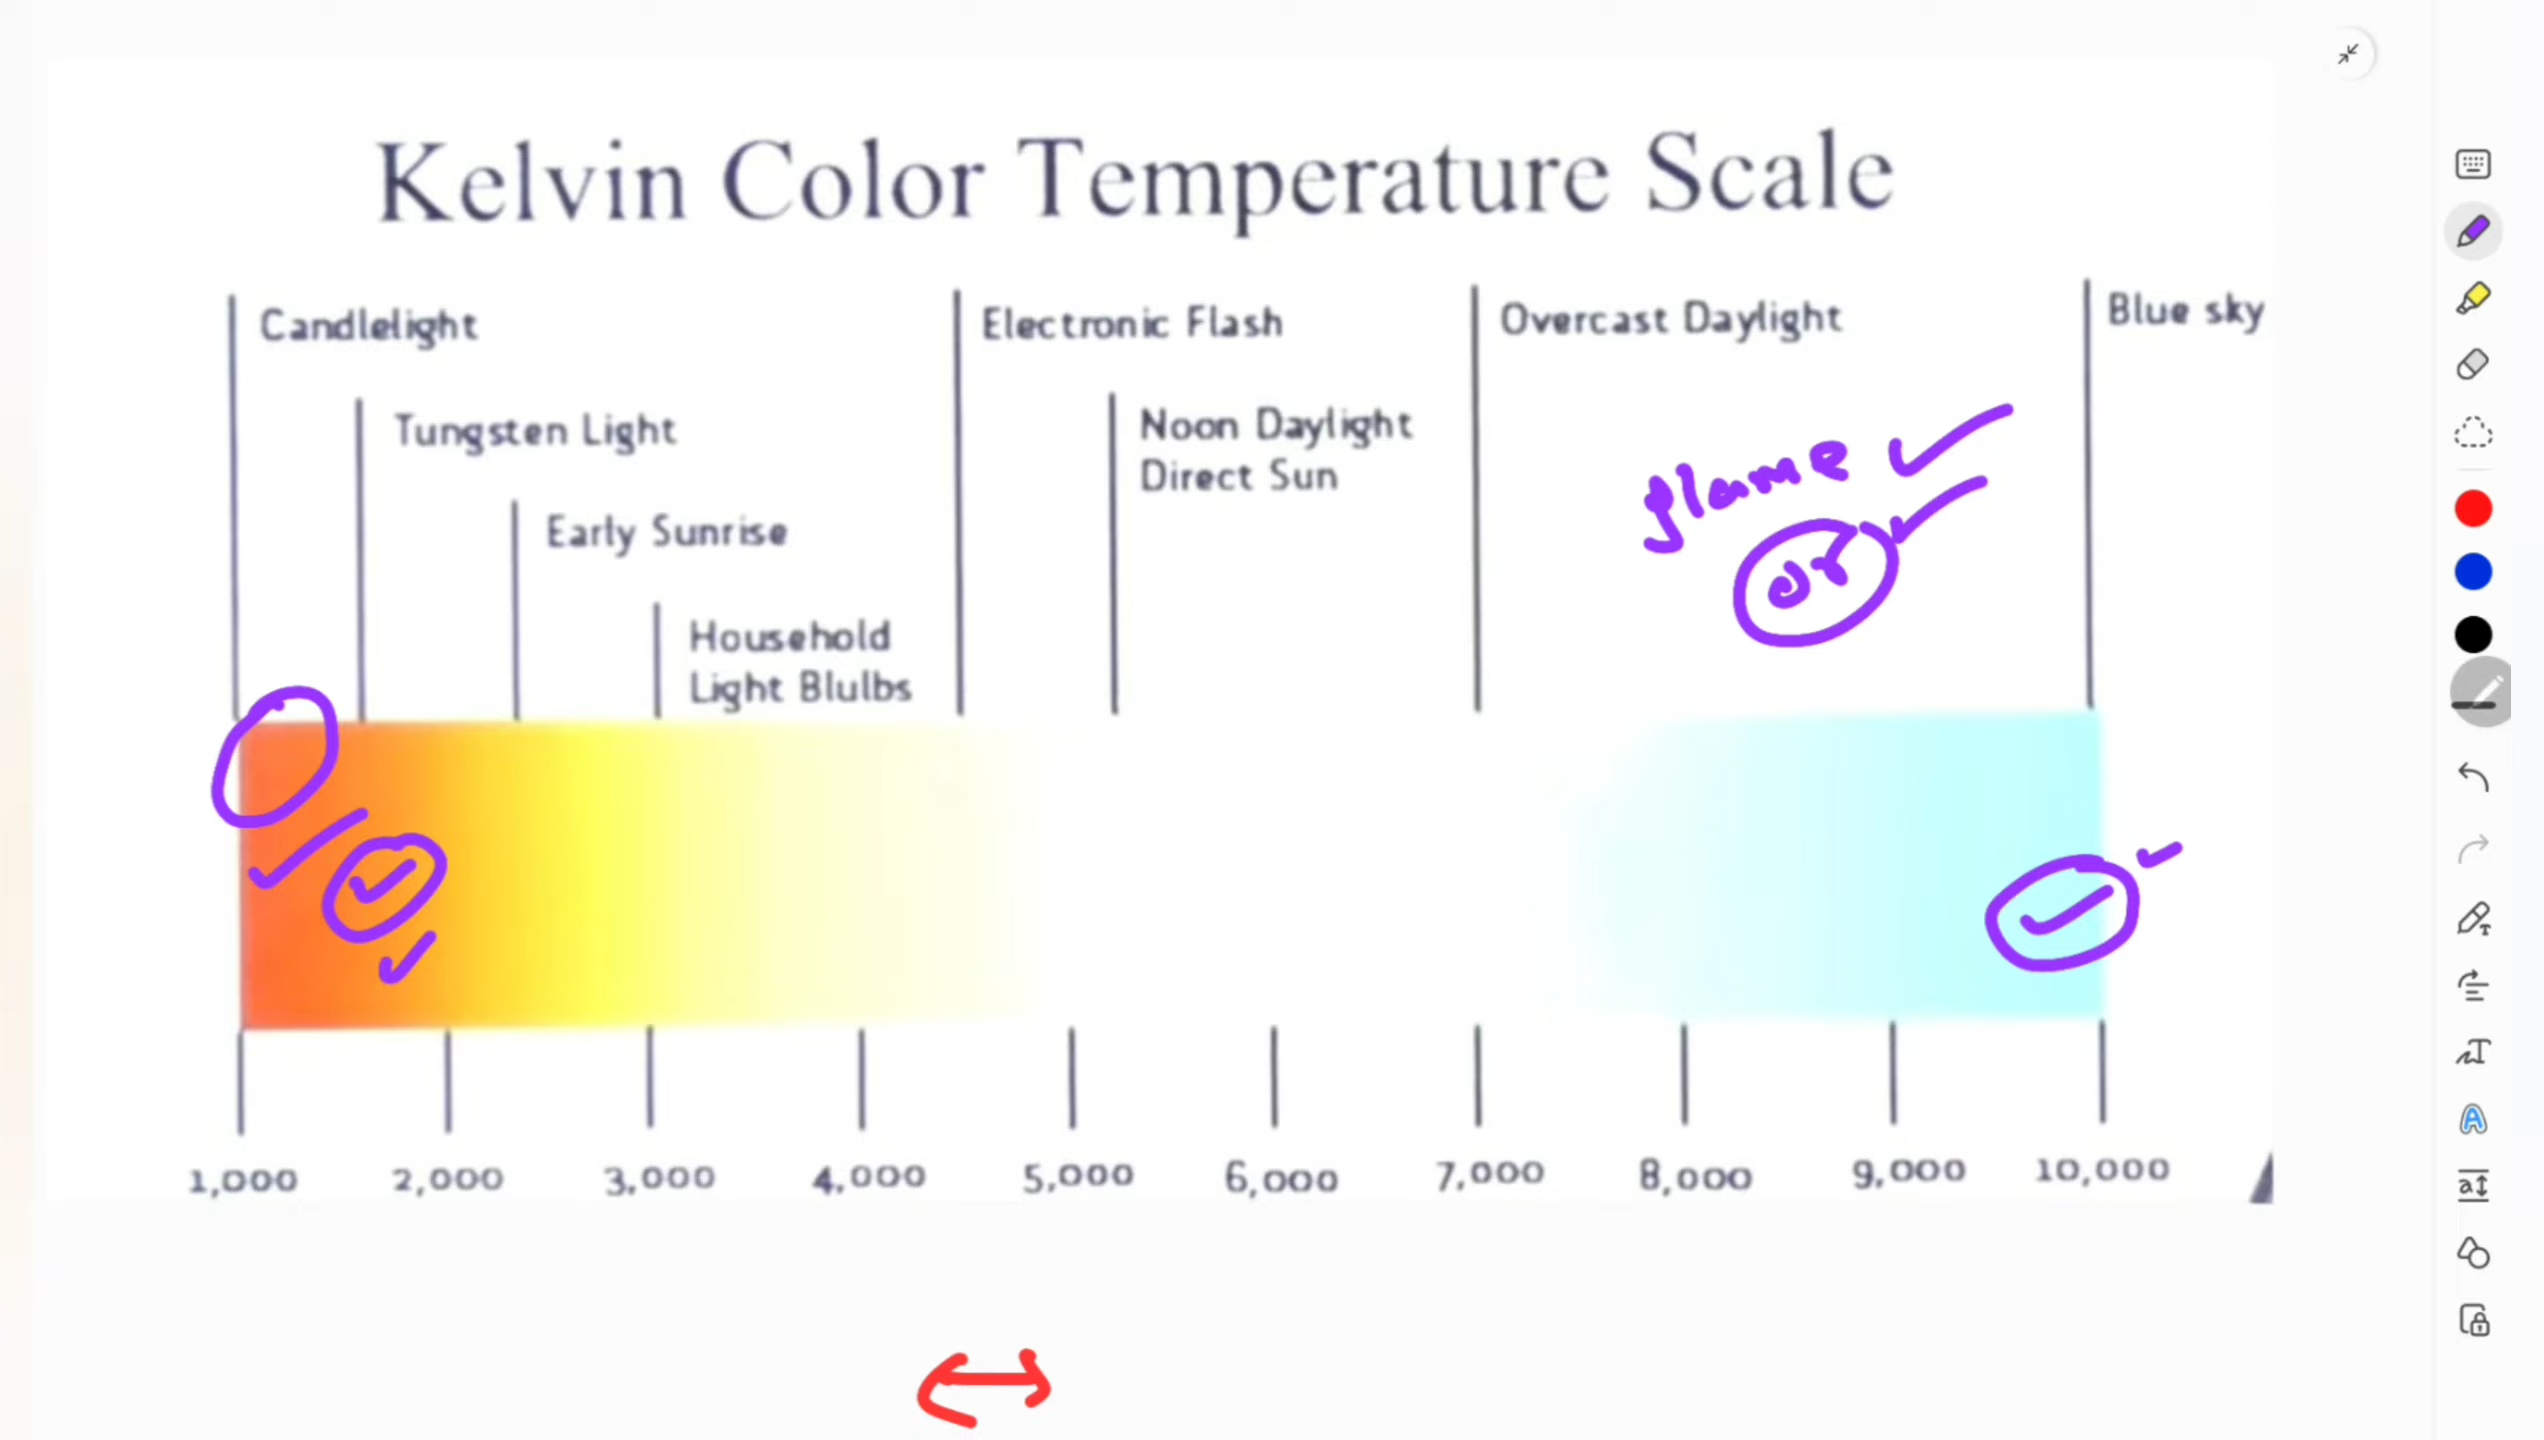 Kelvin Color Temperature Scale
Candlelight
Electronic Flash
Overcast Daylight
Blue sky
Tungsten Light
Noon Daylight
Direct Sun
flame
or
Early Sunrise
Household
Light Blulbs
1,000 2,000 3,000 4,000 5,000 6,000 7,000 8,000 9,000 10,000